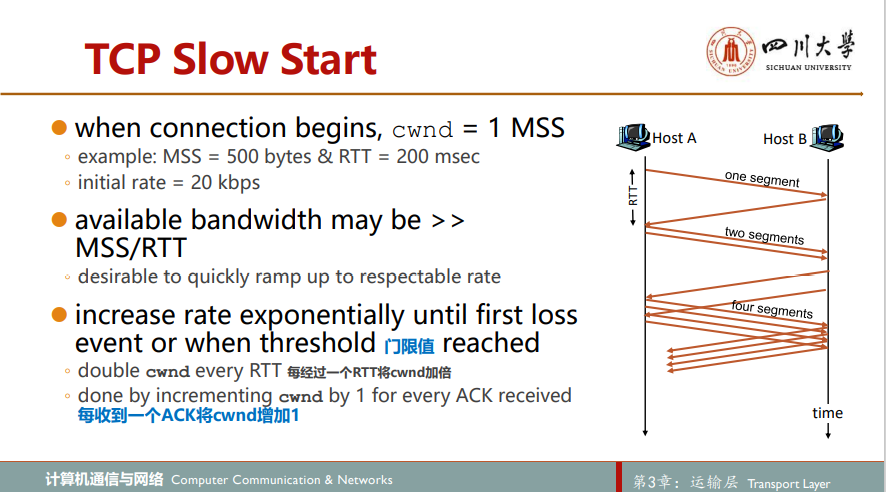 TCP Slow Start
四川大学
SICHUAN UNIVERSITY
when connection begins, cwnd = 1 MSS
example: MSS = 500 bytes & RTT = 200 msec
initial rate = 20 kbps
available bandwidth may be >>
MSS/RTT
desirable to quickly ramp up to respectable rate
increase rate exponentially until first loss
event or when threshold 门限值 reached
double cwnd every RTT 每经过一个RTT将cwnd加倍
done by incrementing cwnd by 1 for every ACK received
每收到一个ACK将cwnd增加1
Host A
Host B
one segment
RTT
two segments
four segments
time
计算机通信与网络 Computer Communication & Networks
第3章：运输层 Transport Layer